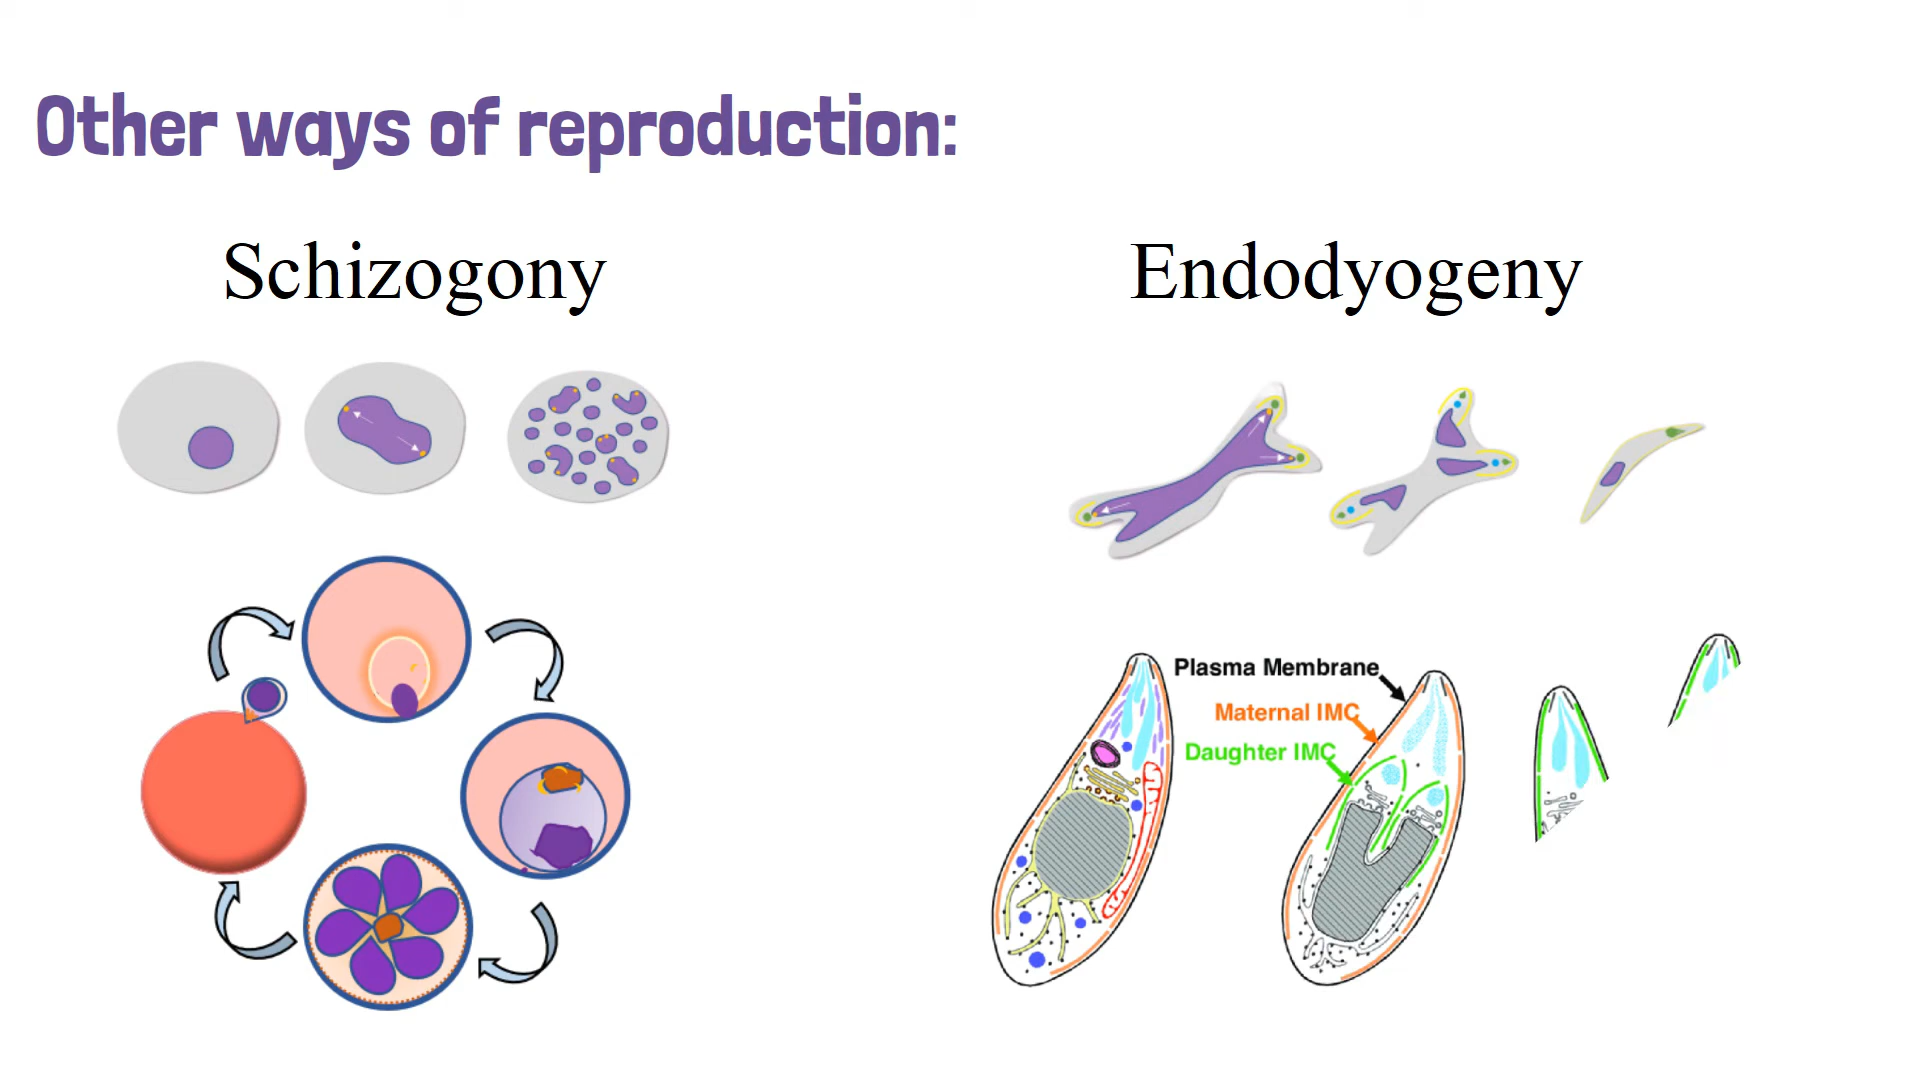 Other ways of reproduction:
Schizogony
Endodyogeny
Plasma Membrane
Maternal IMC
Daughter IMC